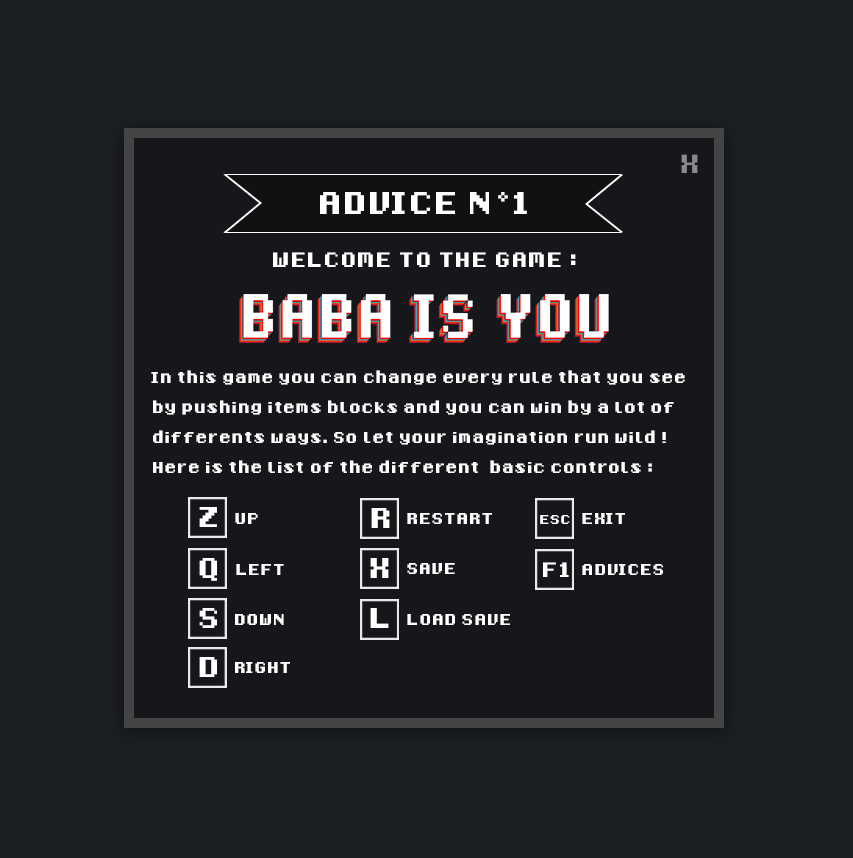 X
ADVICE N°1
WELCOME TO THE GAME :
BABA IS YOU
In this game you can change every rule that you see
by pushing items blocks and you can win by a lot of
differents ways. So let your imagination run wild !
Here is the list of the different basic controls :
Z UP R RESTART ESC EXIT
Q LEFT X SAVE F1 ADVICES
S DOWN L LOAD SAVE
D RIGHT